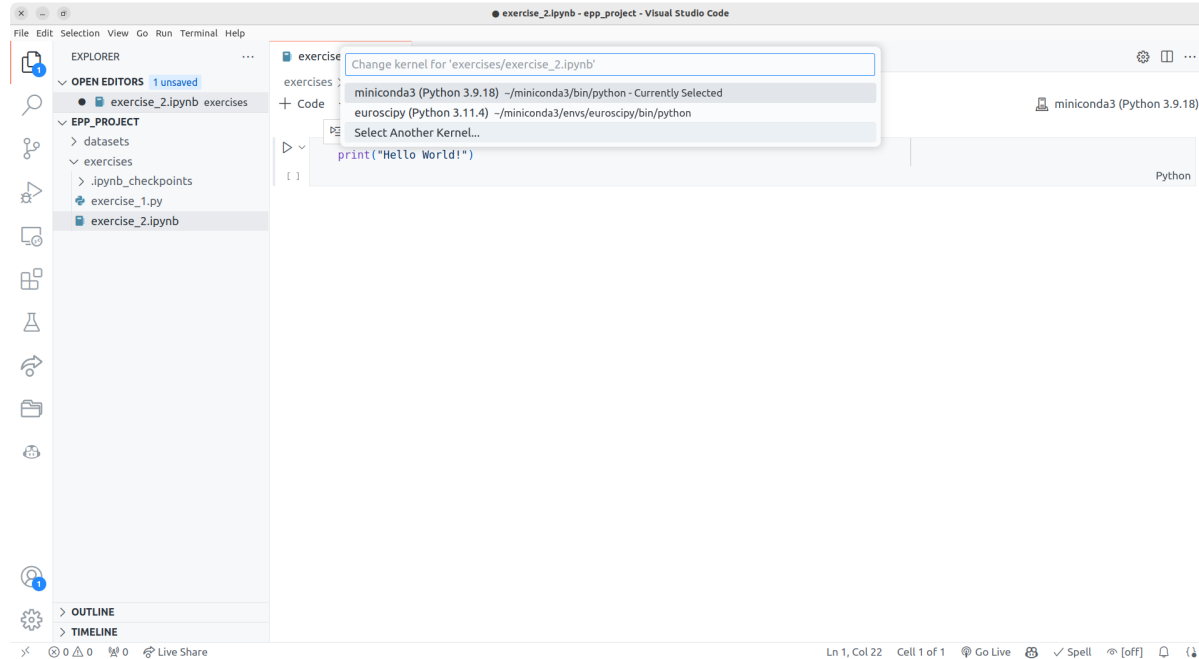 ● exercise_2.ipynb - epp_project - Visual Studio Code
File Edit Selection View Go Run Terminal Help
EXPLORER
OPEN EDITORS 1 unsaved
exercise_2.ipynb exercises
EPP_PROJECT
datasets
exercises
.ipynb_checkpoints
exercise_1.py
exercise_2.ipynb
OUTLINE
TIMELINE
1
1
exercise
exercises
+ Code
Change kernel for 'exercises/exercise_2.ipynb'
miniconda3 (Python 3.9.18) ~/miniconda3/bin/python - Currently Selected
euroscipy (Python 3.11.4) ~/miniconda3/envs/euroscipy/bin/python
Select Another Kernel...
miniconda3 (Python 3.9.18)
print("Hello World!")
[ ]
Python
0 0 0 Live Share
Ln 1, Col 22 Cell 1 of 1 Go Live Spell [off]